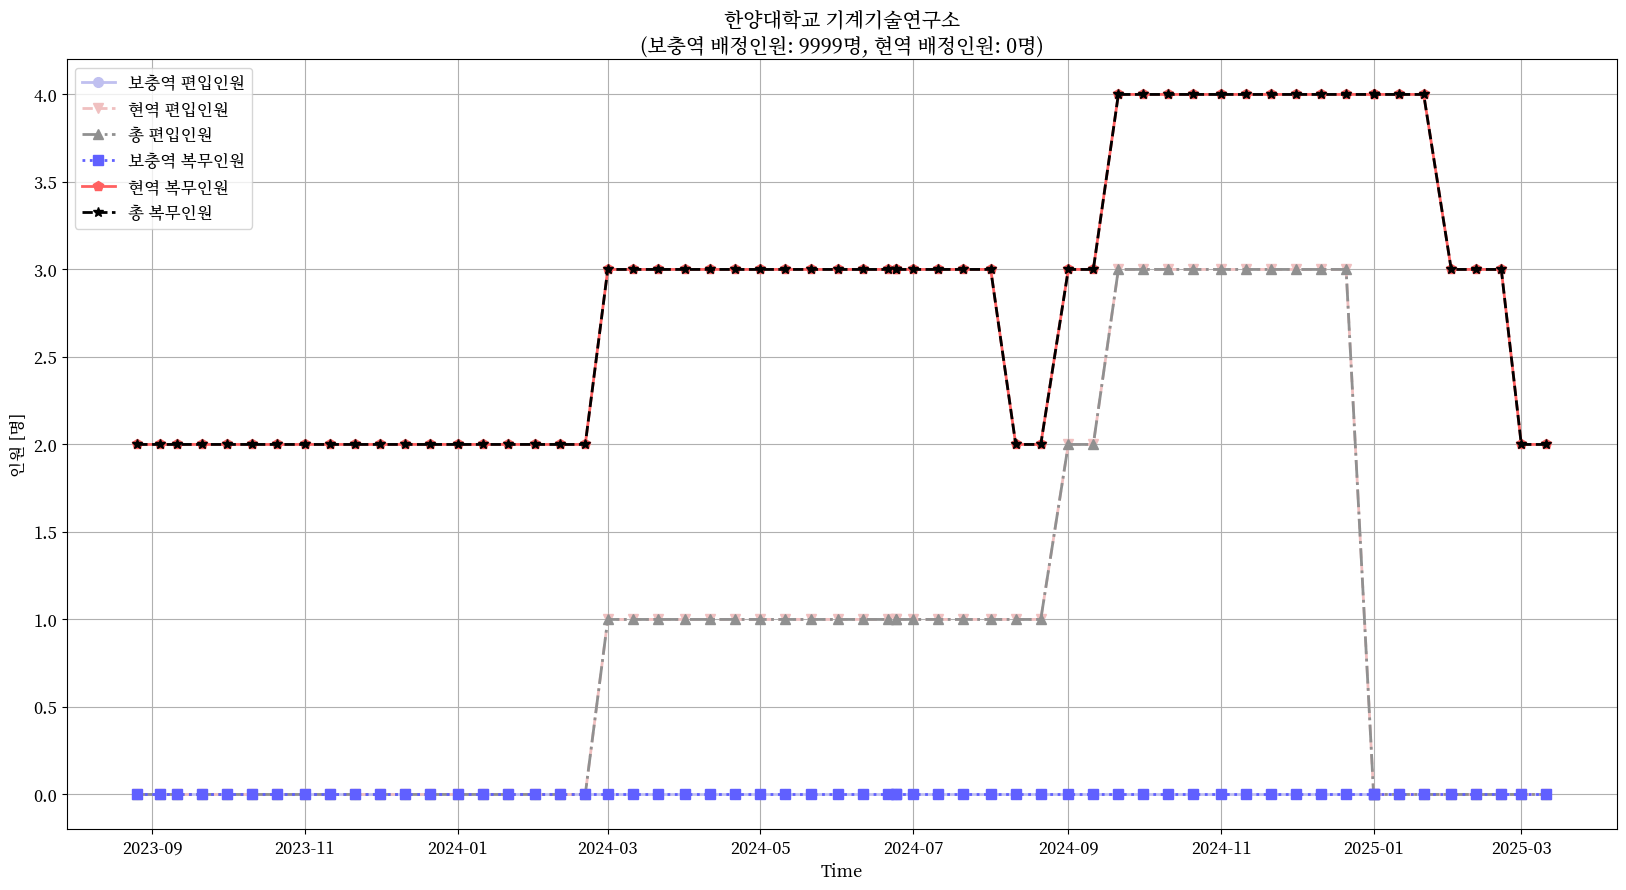 한양대학교 기계기술연구소
(보충역 배정인원: 9999명, 현역 배정인원: 0명)
보충역 편입인원
현역 편입인원
총 편입인원
보충역 복무인원
현역 복무인원
총 복무인원
4.0
3.5
3.0
2.5
2.0
1.5
1.0
0.5
0.0
인원 [명]
2023-09 2023-11 2024-01 2024-03 2024-05 2024-07 2024-09 2024-11 2025-01 2025-03
Time